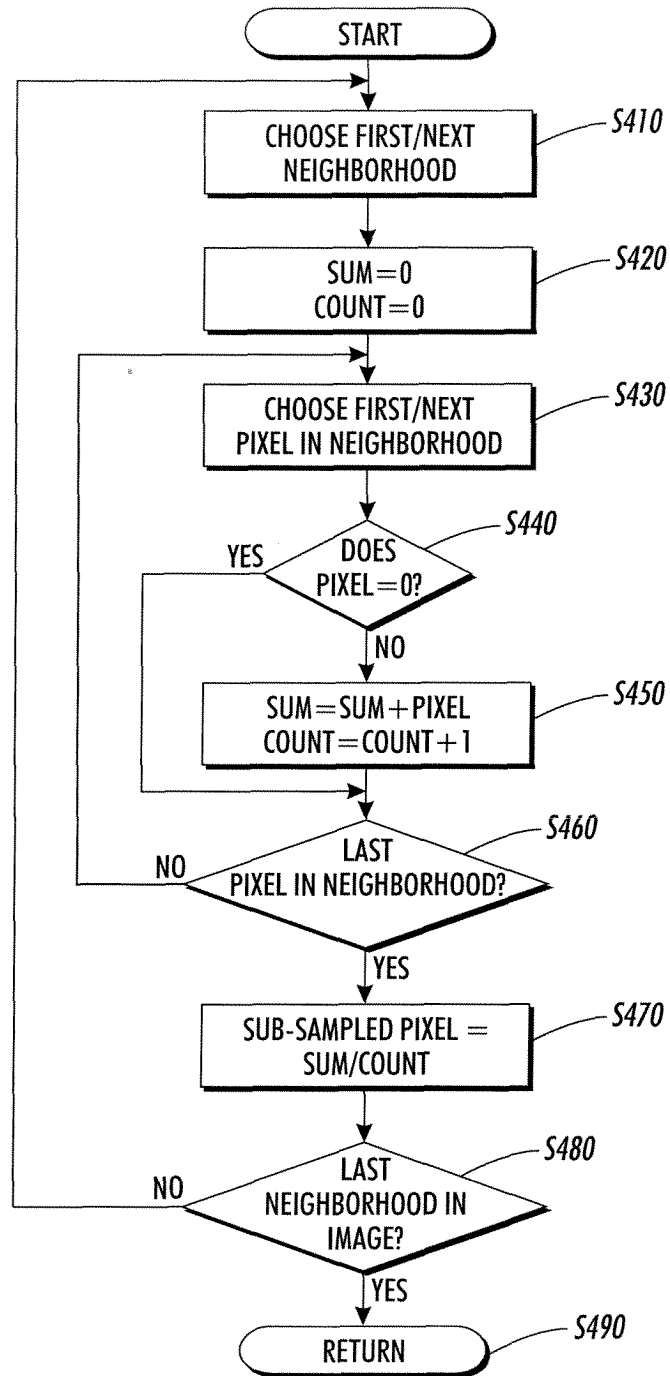 START
CHOOSE FIRST/NEXT
NEIGHBORHOOD
S410
SUM=0
COUNT=0
S420
CHOOSE FIRST/NEXT
PIXEL IN NEIGHBORHOOD
S430
DOES
PIXEL=0?
S440
YES
NO
SUM=SUM+PIXEL
COUNT=COUNT+1
S450
LAST
PIXEL IN NEIGHBORHOOD?
S460
NO
YES
SUB-SAMPLED PIXEL =
SUM/COUNT
S470
LAST
NEIGHBORHOOD IN
IMAGE?
S480
NO
YES
RETURN
S490